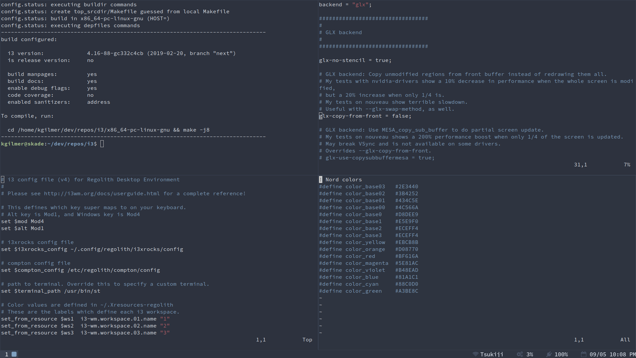 config.status: executing buildir commands
config.status: create top_srcdir/Makefile guessed from local Makefile
config.status: build in x86_64-pc-linux-gnu (HOST=)
config.status: executing depfiles commands
--------------------------------------------------------------------------------
build configured:
i3 version: 4.16-88-gc332c4cb (2019-02-20, branch "next")
is release version: no
build manpages: yes
build docs: yes
enable debug flags: yes
code coverage: no
enabled sanitizers: address
To compile, run:
cd /home/kgilmer/dev/repos/i3/x86_64-pc-linux-gnu && make -j8
--------------------------------------------------------------------------------
kgilmer@skade:~/dev/repos/i3$
backend = "glx";
#################################
#
# GLX backend
#
#################################
glx-no-stencil = true;
# GLX backend: Copy unmodified regions from front buffer instead of redrawing them all.
# My tests with nvidia-drivers show a 10% decrease in performance when the whole screen is modi
fied,
# but a 20% increase when only 1/4 is.
# My tests on nouveau show terrible slowdown.
# Useful with --glx-swap-method, as well.
glx-copy-from-front = false;
# GLX backend: Use MESA_copy_sub_buffer to do partial screen update.
# My tests on nouveau shows a 200% performance boost when only 1/4 of the screen is updated.
# May break VSync and is not available on some drivers.
# Overrides --glx-copy-from-front.
# glx-use-copysubbuffermesa = true;
31,1 7%
# i3 config file (v4) for Regolith Desktop Environment
#
# Please see http://i3wm.org/docs/userguide.html for a complete reference!
# This defines which key super maps to on your keyboard.
# Alt key is Mod1, and Windows key is Mod4
set $mod Mod4
set $alt Mod1
# i3xrocks config file
set $i3xrocks_config ~/.config/regolith/i3xrocks/config
# compton config file
set $compton_config /etc/regolith/compton/config
# path to terminal. Override this to specify a custom terminal.
set $terminal_path /usr/bin/st
# Color values are defined in ~/.Xresources-regolith
# These are the labels which define each i3 workspace.
set_from_resource $ws1 i3-wm.workspace.01.name "1"
set_from_resource $ws2 i3-wm.workspace.02.name "2"
set_from_resource $ws3 i3-wm.workspace.03.name "3"
1,1 Top
! Nord colors
#define color_base03 #2E3440
#define color_base02 #3B4252
#define color_base01 #434C5E
#define color_base00 #4C566A
#define color_base0 #D8DEE9
#define color_base1 #E5E9F0
#define color_base2 #ECEFF4
#define color_base3 #ECEFF4
#define color_yellow #EBCB8B
#define color_orange #D08770
#define color_red #BF616A
#define color_magenta #5E81AC
#define color_violet #B48EAD
#define color_blue #81A1C1
#define color_cyan #88C0D0
#define color_green #A3BE8C
~
~
~
~
~
~
1,1 All
1
Tsukiji 3% 100% 09/05 10:08 PM